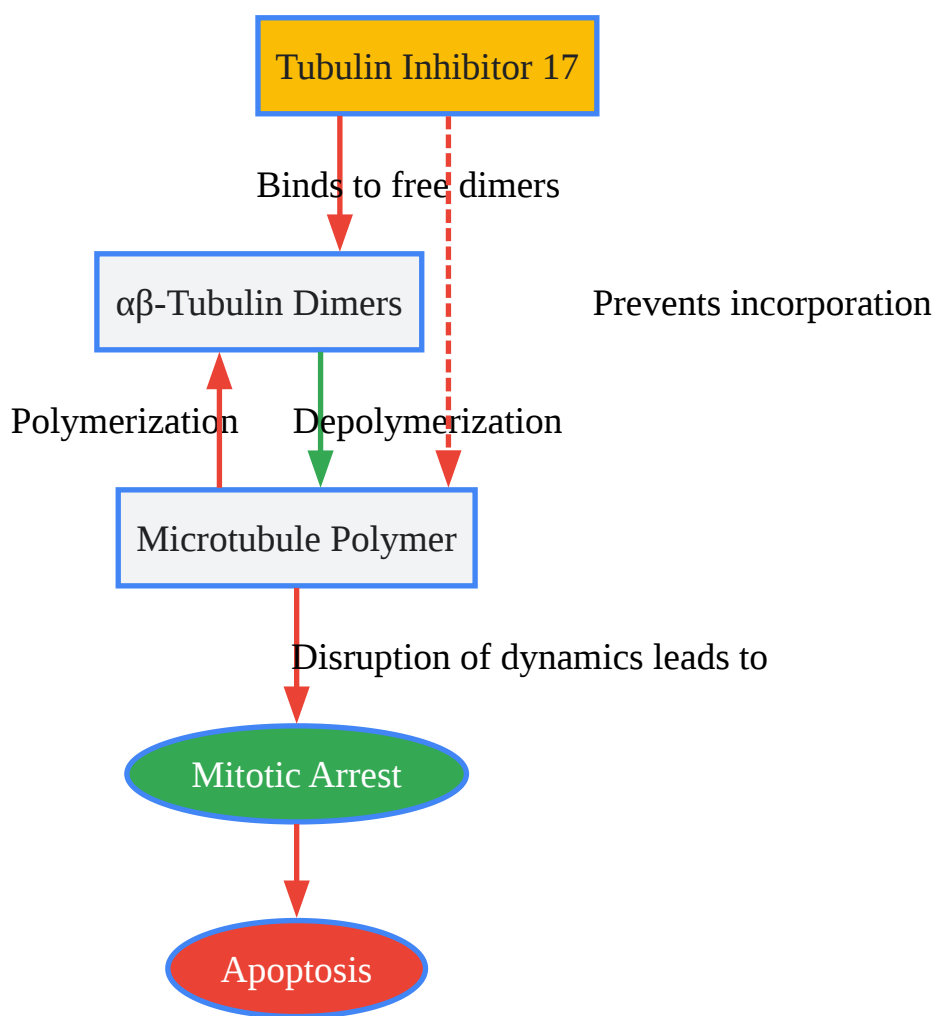 Tubulin Inhibitor 17
Binds to free dimers
αβ-Tubulin Dimers
Prevents incorporation
Polymerization
Depolymerization
Microtubule Polymer
Disruption of dynamics leads to
Mitotic Arrest
Apoptosis